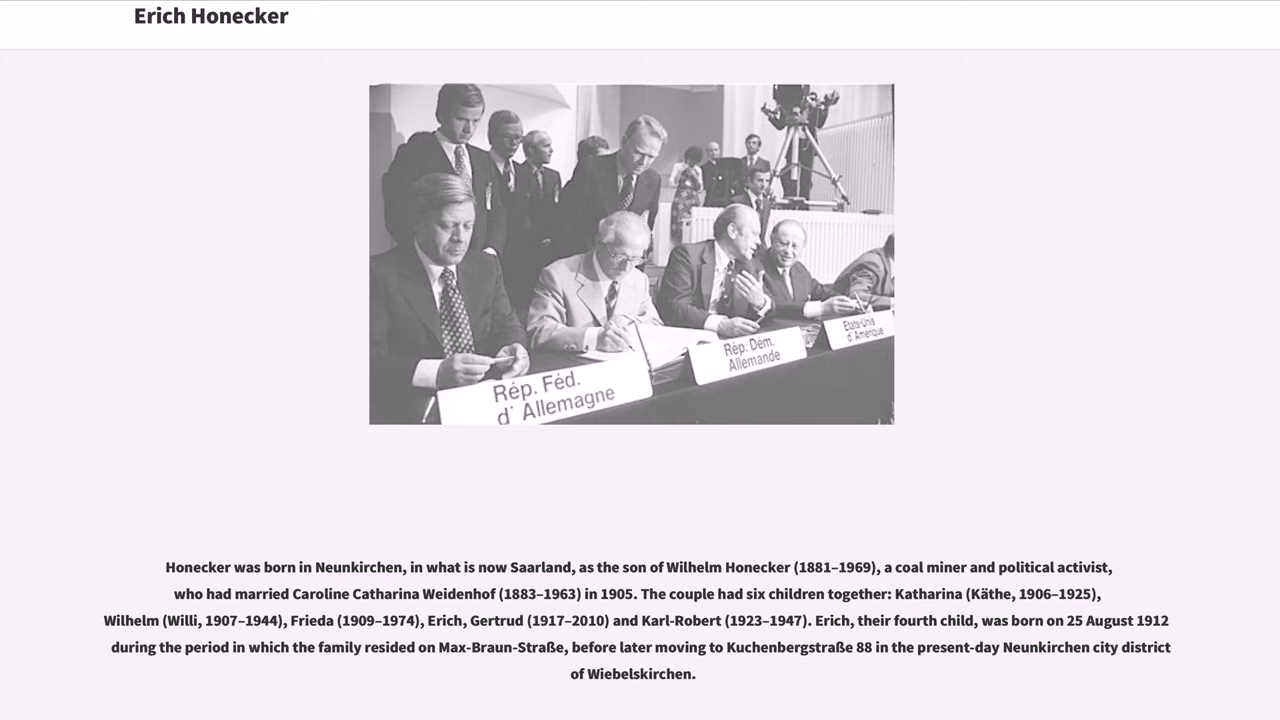 Erich Honecker
Rép. Féd.
d' Allemagne
Rép. Dém.
Allemande
Etats-Unis
d' Amérique
Honecker was born in Neunkirchen, in what is now Saarland, as the son of Wilhelm Honecker (1881–1969), a coal miner and political activist,
who had married Caroline Catharina Weidenhof (1883–1963) in 1905. The couple had six children together: Katharina (Käthe, 1906–1925),
Wilhelm (Willi, 1907–1944), Frieda (1909–1974), Erich, Gertrud (1917–2010) and Karl-Robert (1923–1947). Erich, their fourth child, was born on 25 August 1912
during the period in which the family resided on Max-Braun-Straße, before later moving to Kuchenbergstraße 88 in the present-day Neunkirchen city district
of Wiebelskirchen.